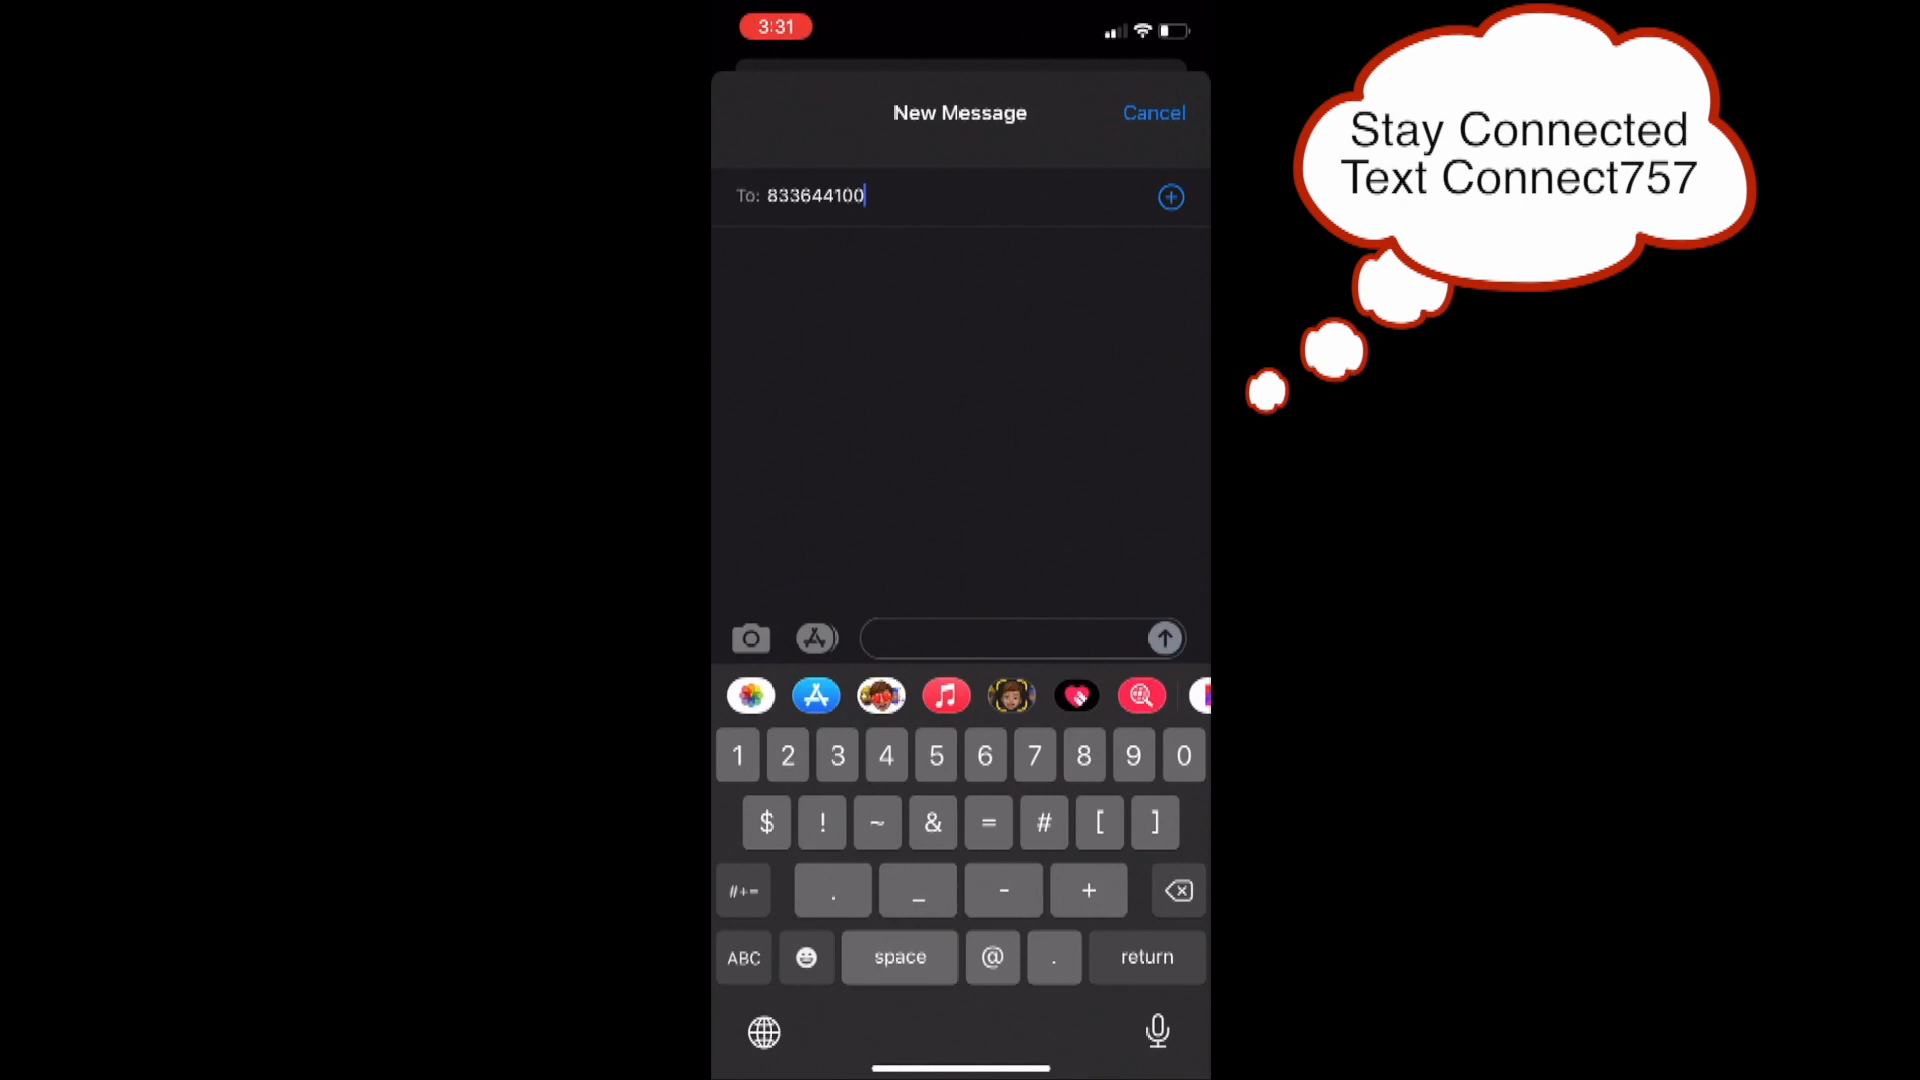 3:31
New Message
Cancel
To: 833644100
1 2 3 4 5 6 7 8 9 0
$ ! ~ & = # [ ]
#+= . _ - +
ABC space @ . return
Stay Connected
Text Connect757